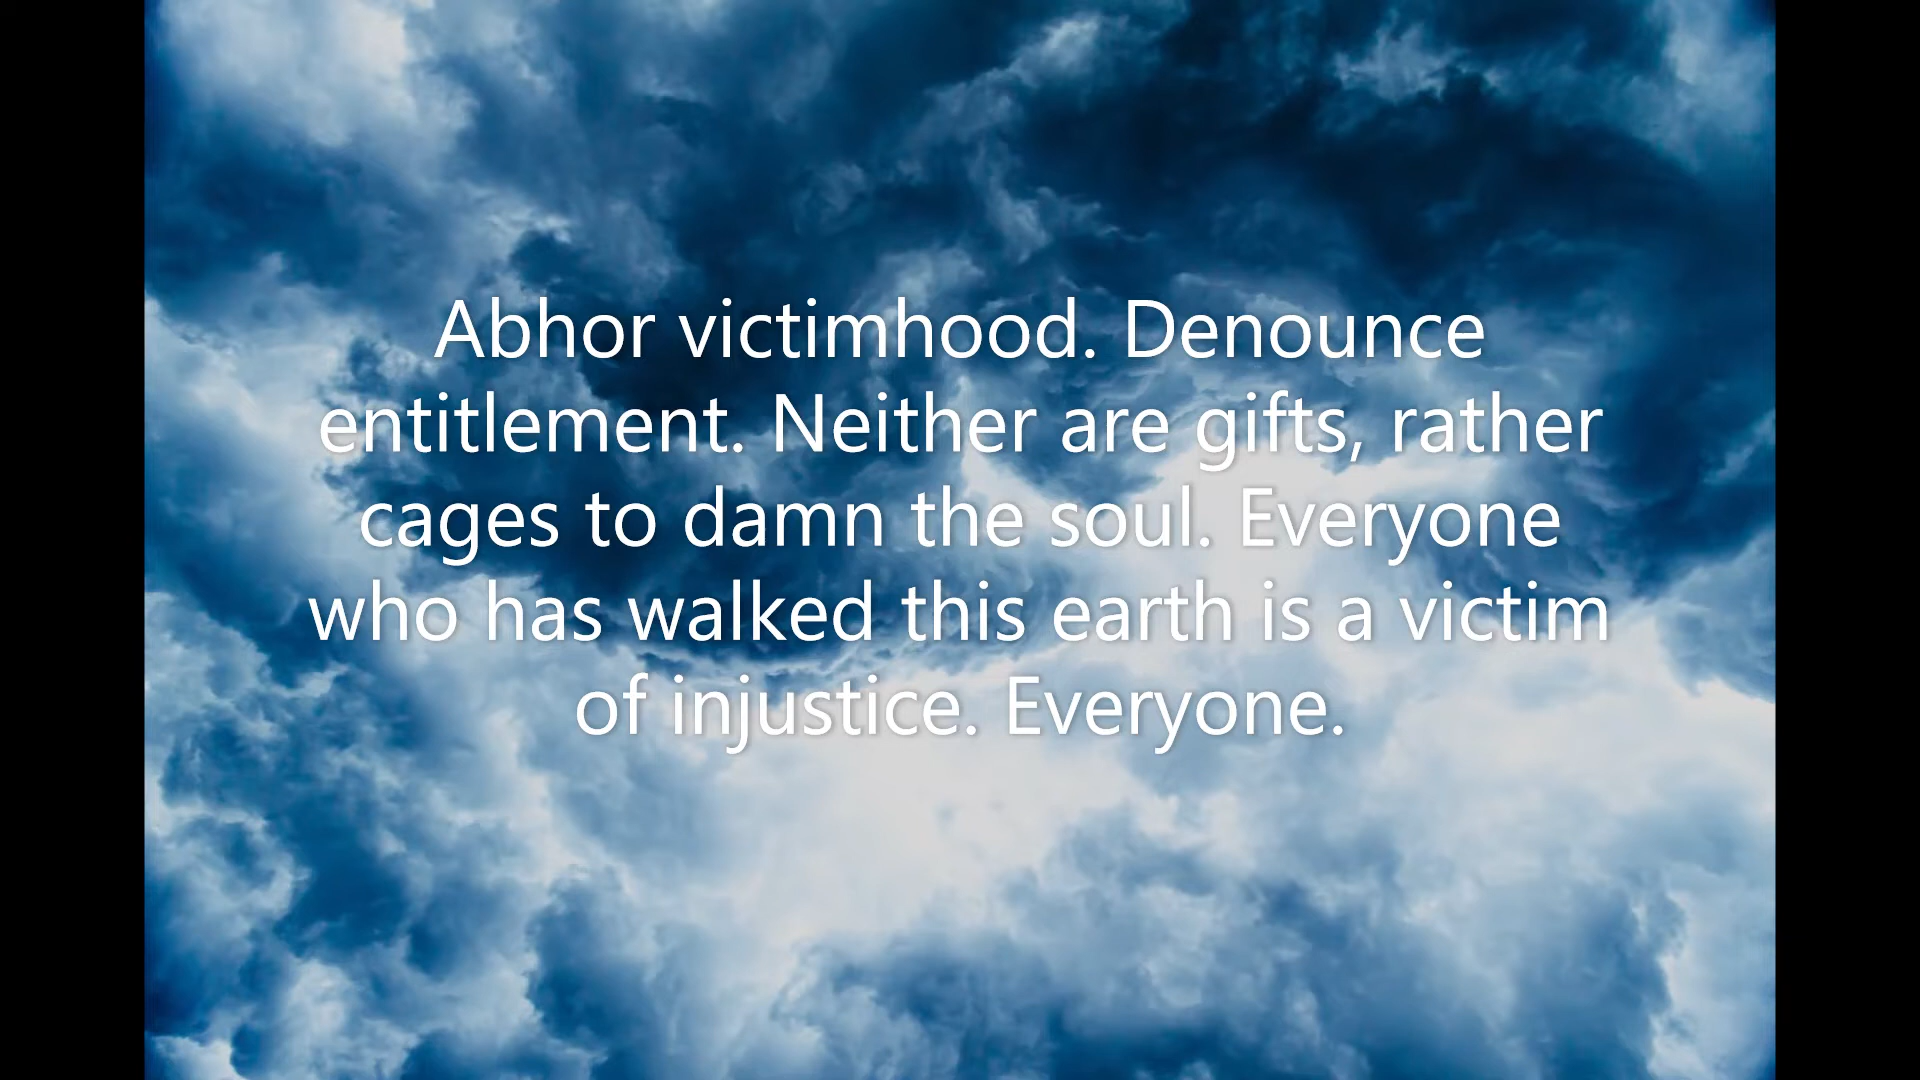 Abhor victimhood. Denounce
entitlement. Neither are gifts, rather
cages to damn the soul. Everyone
who has walked this earth is a victim
of injustice. Everyone.